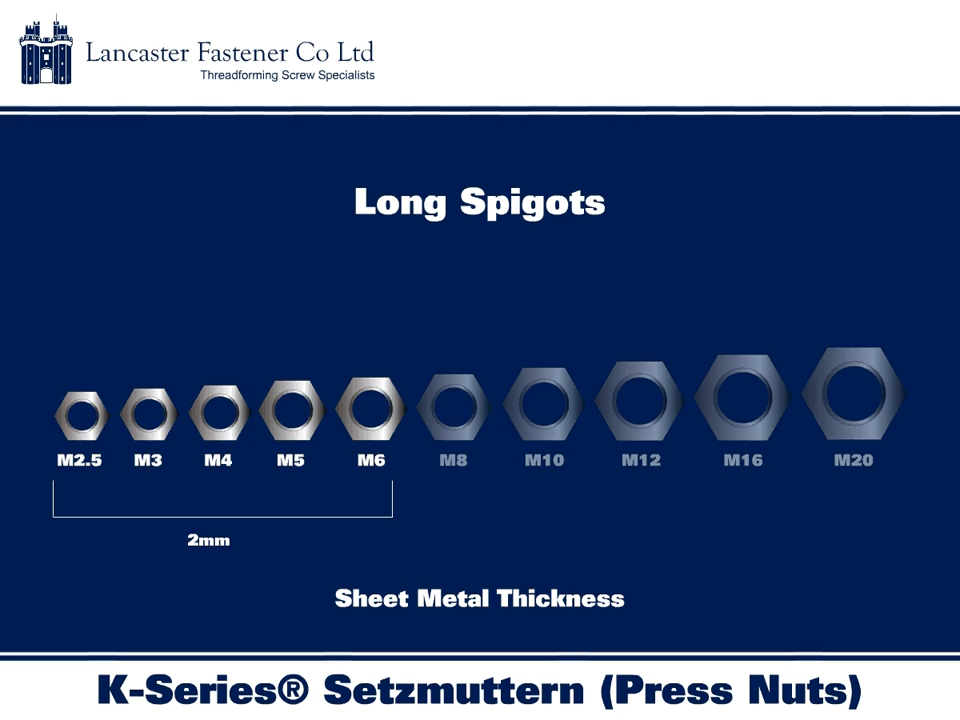 Lancaster Fastener Co Ltd
Threadforming Screw Specialists
Long Spigots
M2.5 M3 M4 M5 M6 M8 M10 M12 M16 M20
2mm
Sheet Metal Thickness
K-Series® Setzmuttern (Press Nuts)